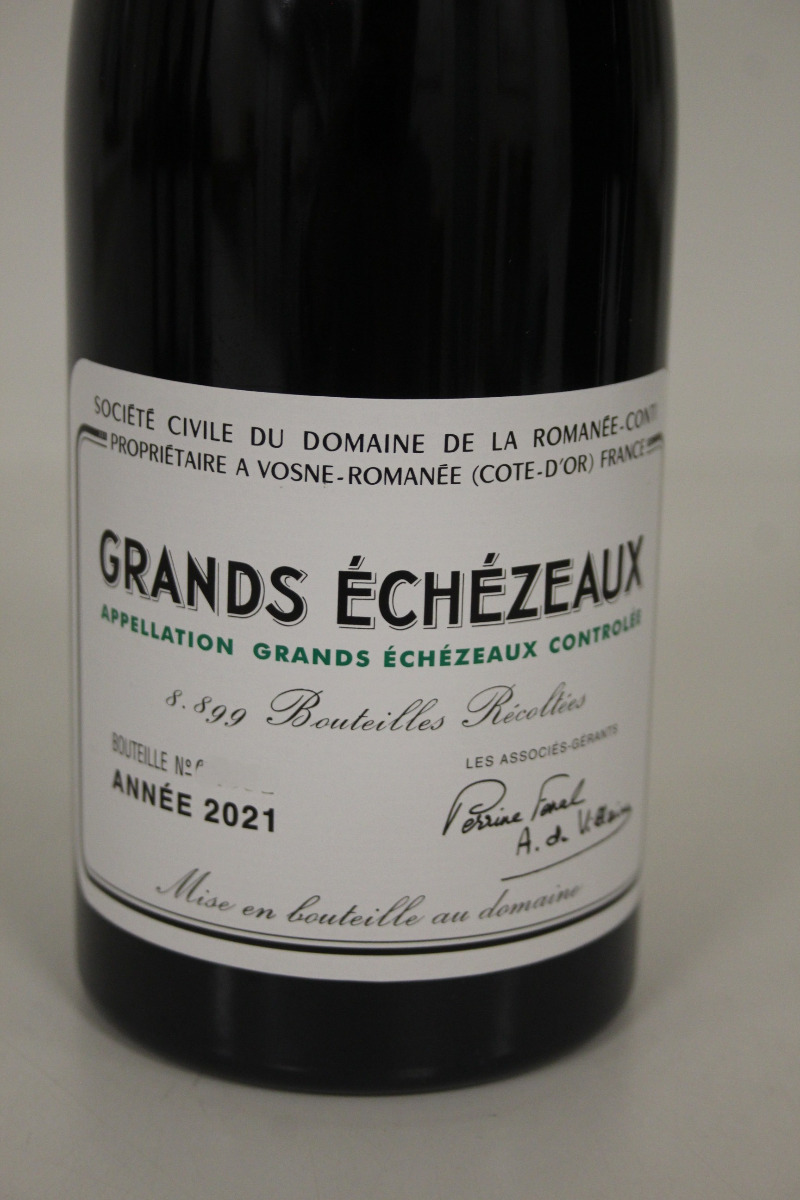 SOCIÉTÉ CIVILE DU DOMAINE DE LA ROMANÉE-CONTI
PROPRIÉTAIRE A VOSNE-ROMANÉE (COTE-D'OR) FRANCE
GRANDS ÉCHÉZEAUX
APPELLATION GRANDS ÉCHÉZEAUX CONTROLÉE
8.899 Bouteilles Récoltées
BOUTEILLE Nº
LES ASSOCIÉS-GÉRANTS
ANNÉE 2021
Perrine Fenal
A. de Villaine
Mise en bouteille au domaine